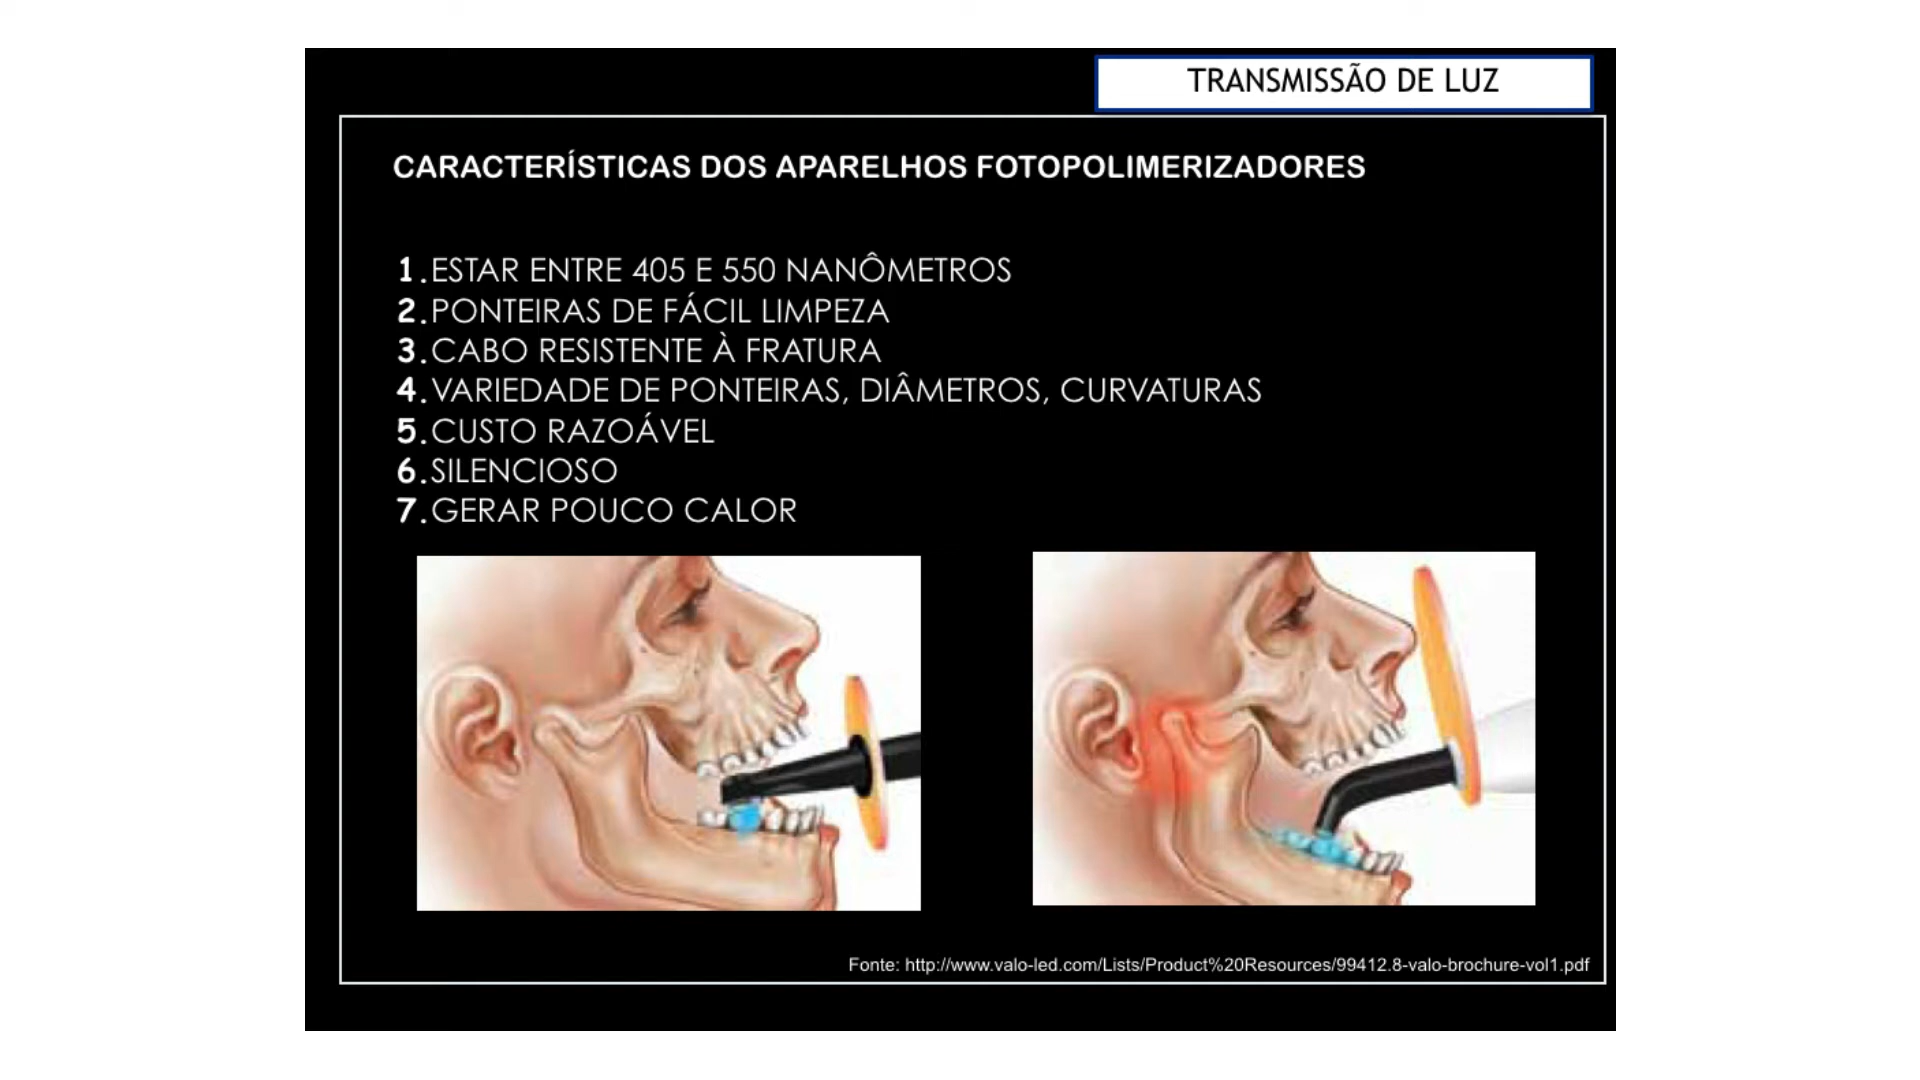 TRANSMISSÃO DE LUZ
CARACTERÍSTICAS DOS APARELHOS FOTOPOLIMERIZADORES
1.ESTAR ENTRE 405 E 550 NANÔMETROS
2.PONTEIRAS DE FÁCIL LIMPEZA
3.CABO RESISTENTE À FRATURA
4.VARIEDADE DE PONTEIRAS, DIÂMETROS, CURVATURAS
5.CUSTO RAZOÁVEL
6.SILENCIOSO
7.GERAR POUCO CALOR
Fonte: http://www.valo-led.com/Lists/Product%20Resources/99412.8-valo-brochure-vol1.pdf